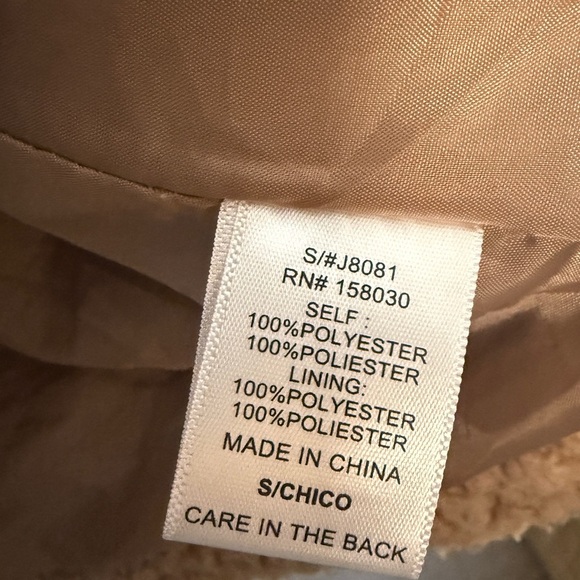 S/#J8081
RN# 158030
SELF :
100%POLYESTER
100%POLIESTER
LINING:
100%POLYESTER
100%POLIESTER
MADE IN CHINA
S/CHICO
CARE IN THE BACK